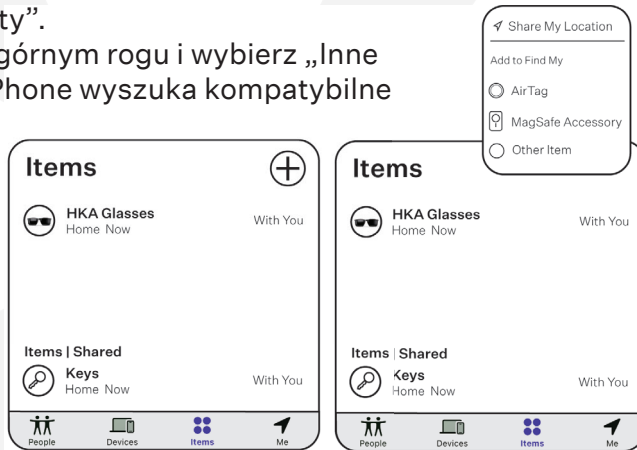 ty”.
górnym rogu i wybierz „Inne
Phone wyszuka kompatybilne
Share My Location
Add to Find My
AirTag
MagSafe Accessory
Other Item
Items
HKA Glasses
Home Now
With You
Items | Shared
Keys
Home Now
With You
People
Devices
Items
Me
Items
HKA Glasses
Home Now
With You
Items | Shared
Keys
Home Now
With You
People
Devices
Items
Me